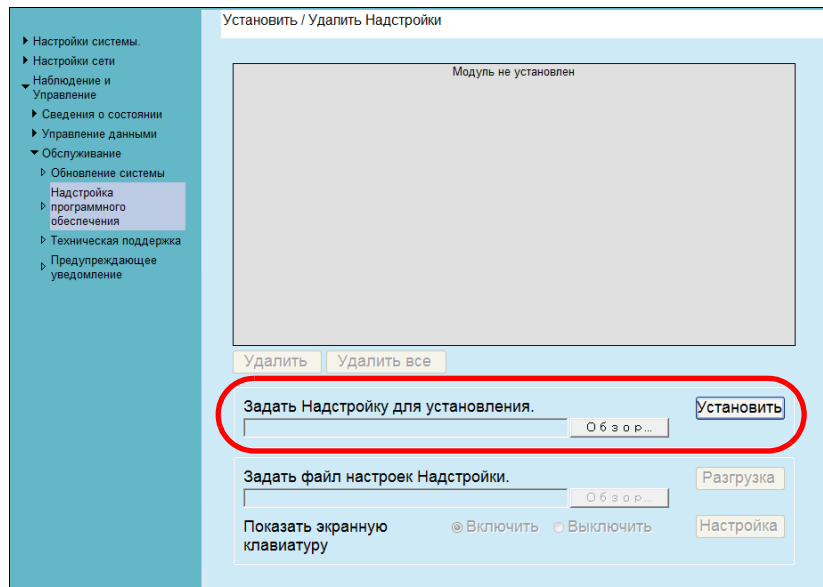 Установить / Удалить Надстройки
Настройки системы.
Настройки сети
Наблюдение и
Управление
Сведения о состоянии
Управление данными
Обслуживание
Обновление системы
Надстройка
программного
обеспечения
Техническая поддержка
Предупреждающее
уведомление
Модуль не установлен
Удалить Удалить все
Задать Надстройку для установления.
Установить
Обзор...
Задать файл настроек Надстройки.
Разгрузка
Обзор...
Показать экранную
клавиатуру
Включить Выключить
Настройка